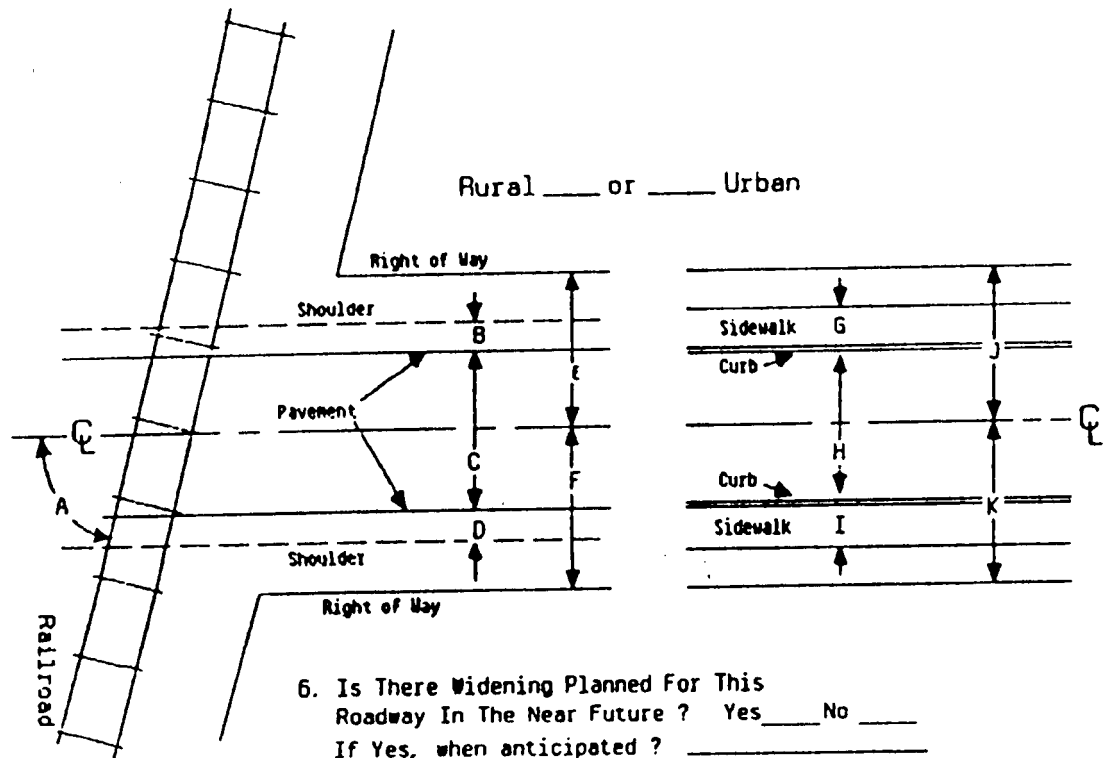 Rural ____ or ____ Urban
Right of Way
Shoulder
B
E
Pavement
C
F
D
Shoulder
Right of Way
A
Railroad
℄
Sidewalk G
Curb
J
H
℄
Curb
K
Sidewalk I
6. Is There Widening Planned For This
Roadway In The Near Future ? Yes____ No ____
If Yes, when anticipated ? ____________